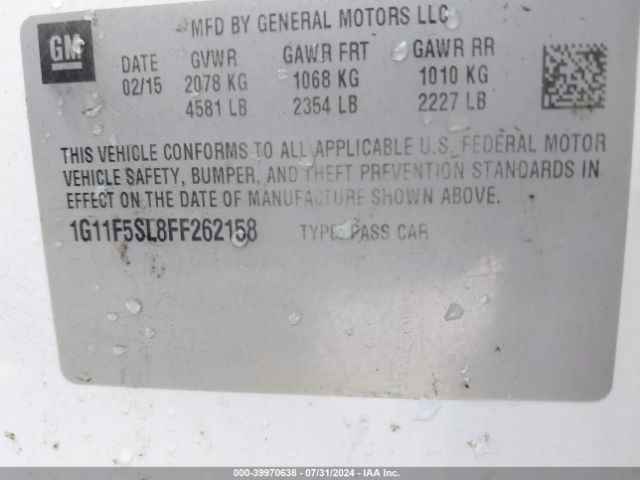 MFD BY GENERAL MOTORS LLC
GM
DATE GVWR GAWR FRT GAWR RR
02/15 2078 KG 1068 KG 1010 KG
4581 LB 2354 LB 2227 LB
THIS VEHICLE CONFORMS TO ALL APPLICABLE U.S. FEDERAL MOTOR
VEHICLE SAFETY, BUMPER, AND THEFT PREVENTION STANDARDS IN
EFFECT ON THE DATE OF MANUFACTURE SHOWN ABOVE.
1G11F5SL8FF262158 TYPE: PASS CAR
000-39970638 - 07/31/2024 - IAA Inc.